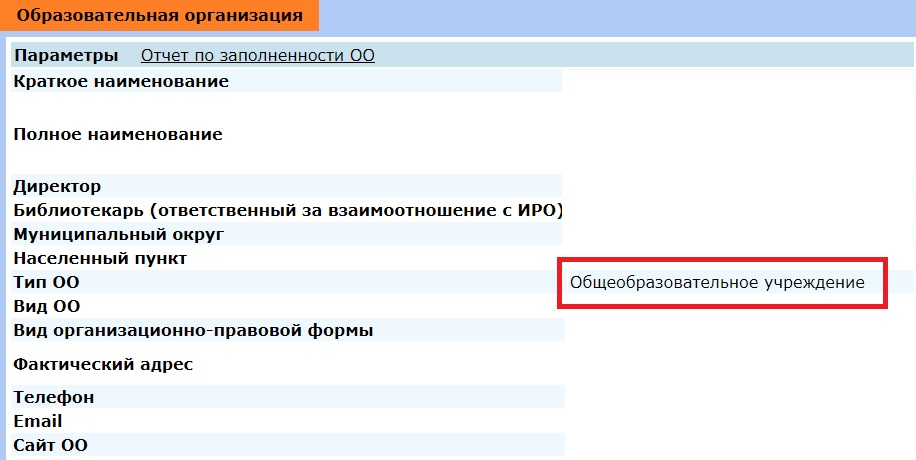 Образовательная организация
Параметры Отчет по заполненности ОО
Краткое наименование
Полное наименование
Директор
Библиотекарь (ответственный за взаимоотношение с ИРО)
Муниципальный округ
Населенный пункт
Тип ОО Общеобразовательное учреждение
Вид ОО
Вид организационно-правовой формы
Фактический адрес
Телефон
Email
Сайт ОО